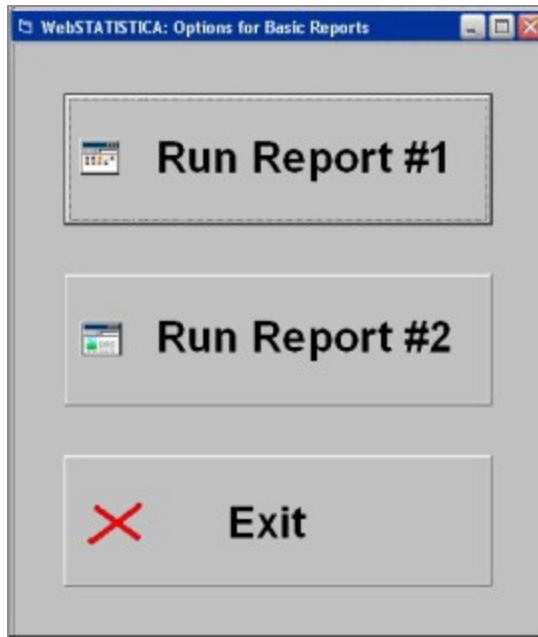 WebSTATISTICA: Options for Basic Reports
Run Report #1
Run Report #2
Exit